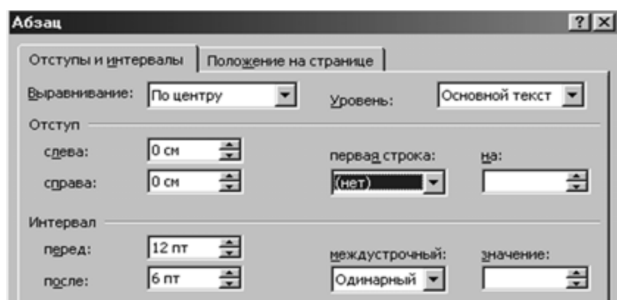 Абзац
Отступы и интервалы Положение на странице
Выравнивание: По центру Уровень: Основной текст
Отступ
слева: 0 см первая строка: на:
справа: 0 см (нет)
Интервал
перед: 12 пт междустрочный: значение:
после: 6 пт Одинарный